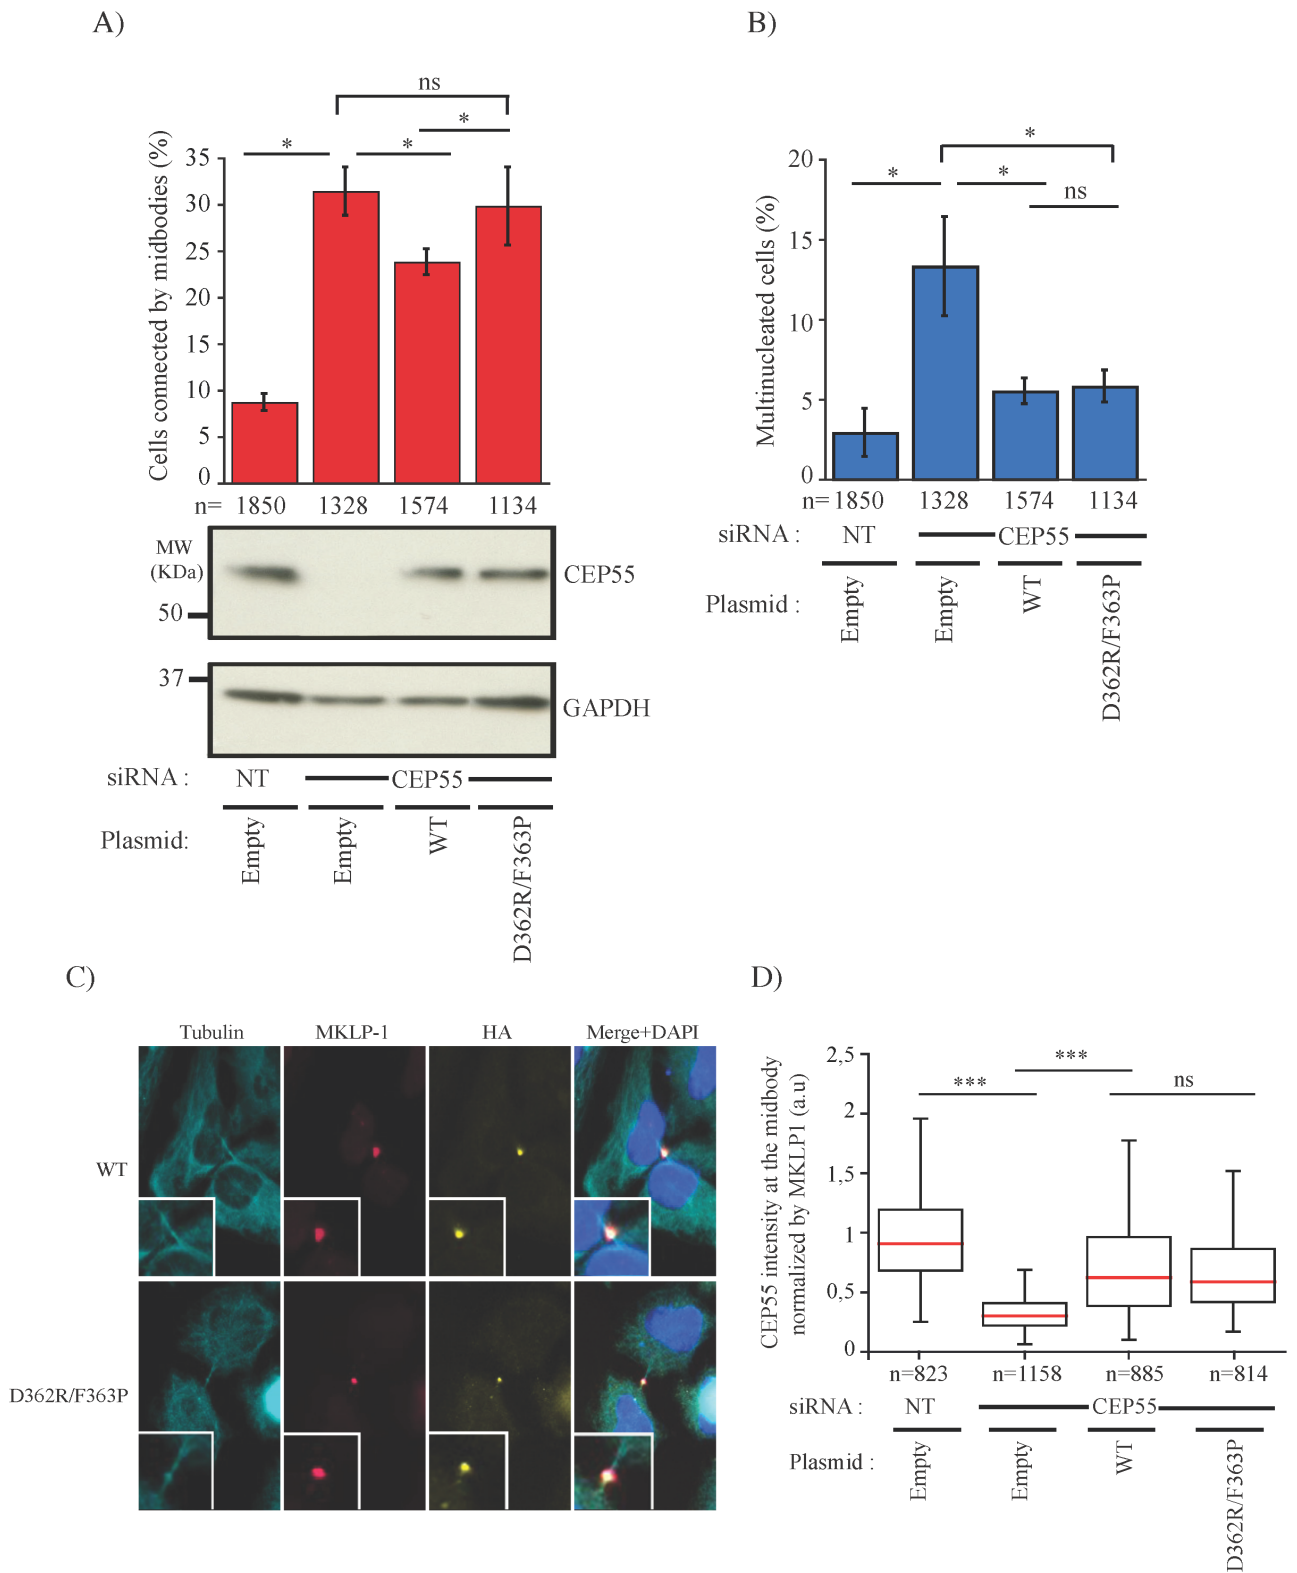 A)
ns
*
* *
Cells connected by midbodies (%)
35
30
25
20
15
10
5
0
n= 1850 1328 1574 1134
MW
(KDa)
50
CEP55
37
GAPDH
siRNA : NT CEP55
Plasmid: Empty Empty WT D362R/F363P
B)
*
* *
ns
Multinucleated cells (%)
20
15
10
5
0
n= 1850 1328 1574 1134
siRNA : NT CEP55
Plasmid : Empty Empty WT D362R/F363P
C)
Tubulin MKLP-1 HA Merge+DAPI
WT
D362R/F363P
D)
***
*** ns
CEP55 intensity at the midbody
normalized by MKLP1 (a.u)
2,5
2
1,5
1
0,5
0
n=823 n=1158 n=885 n=814
siRNA : NT CEP55
Plasmid : Empty Empty WT D362R/F363P